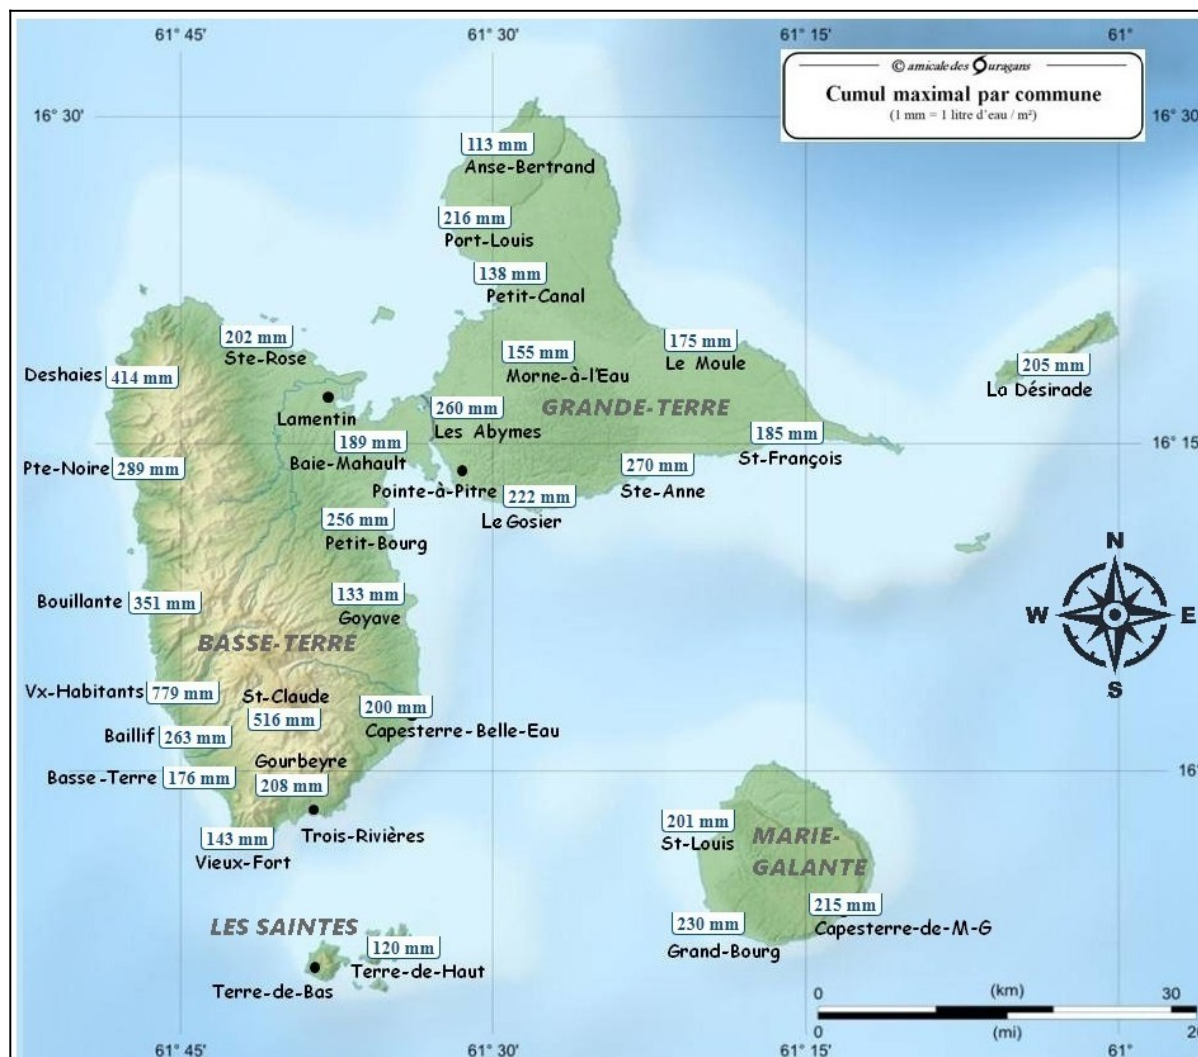 61° 45'
61° 30'
61° 15'
61°
© amicale des Ouragans
Cumul maximal par commune
(1 mm = 1 litre d'eau / m²)
16° 30'
16° 30'
113 mm
Anse-Bertrand
216 mm
Port-Louis
138 mm
Petit-Canal
202 mm
Ste-Rose
175 mm
Le Moule
155 mm
Morne-à-l'Eau
205 mm
La Désirade
Deshaies
414 mm
Lamentin
260 mm
Les Abymes
GRANDE-TERRE
189 mm
Baie-Mahault
185 mm
St-François
16° 15'
Pte-Noire
289 mm
Pointe-à-Pitre
270 mm
Ste-Anne
222 mm
Le Gosier
256 mm
Petit-Bourg
N
W
E
S
Bouillante
351 mm
133 mm
Goyave
BASSE-TERRE
Vx-Habitants
779 mm
St-Claude
516 mm
200 mm
Capesterre-Belle-Eau
Baillif
263 mm
Gourbeyre
208 mm
Basse-Terre
176 mm
16°
Trois-Rivières
143 mm
Vieux-Fort
201 mm
St-Louis
MARIE-
GALANTE
215 mm
Capesterre-de-M-G
230 mm
Grand-Bourg
LES SAINTES
120 mm
Terre-de-Haut
Terre-de-Bas
0
(km)
30
0
(mi)
20
61° 45'
61° 30'
61° 15'
61°